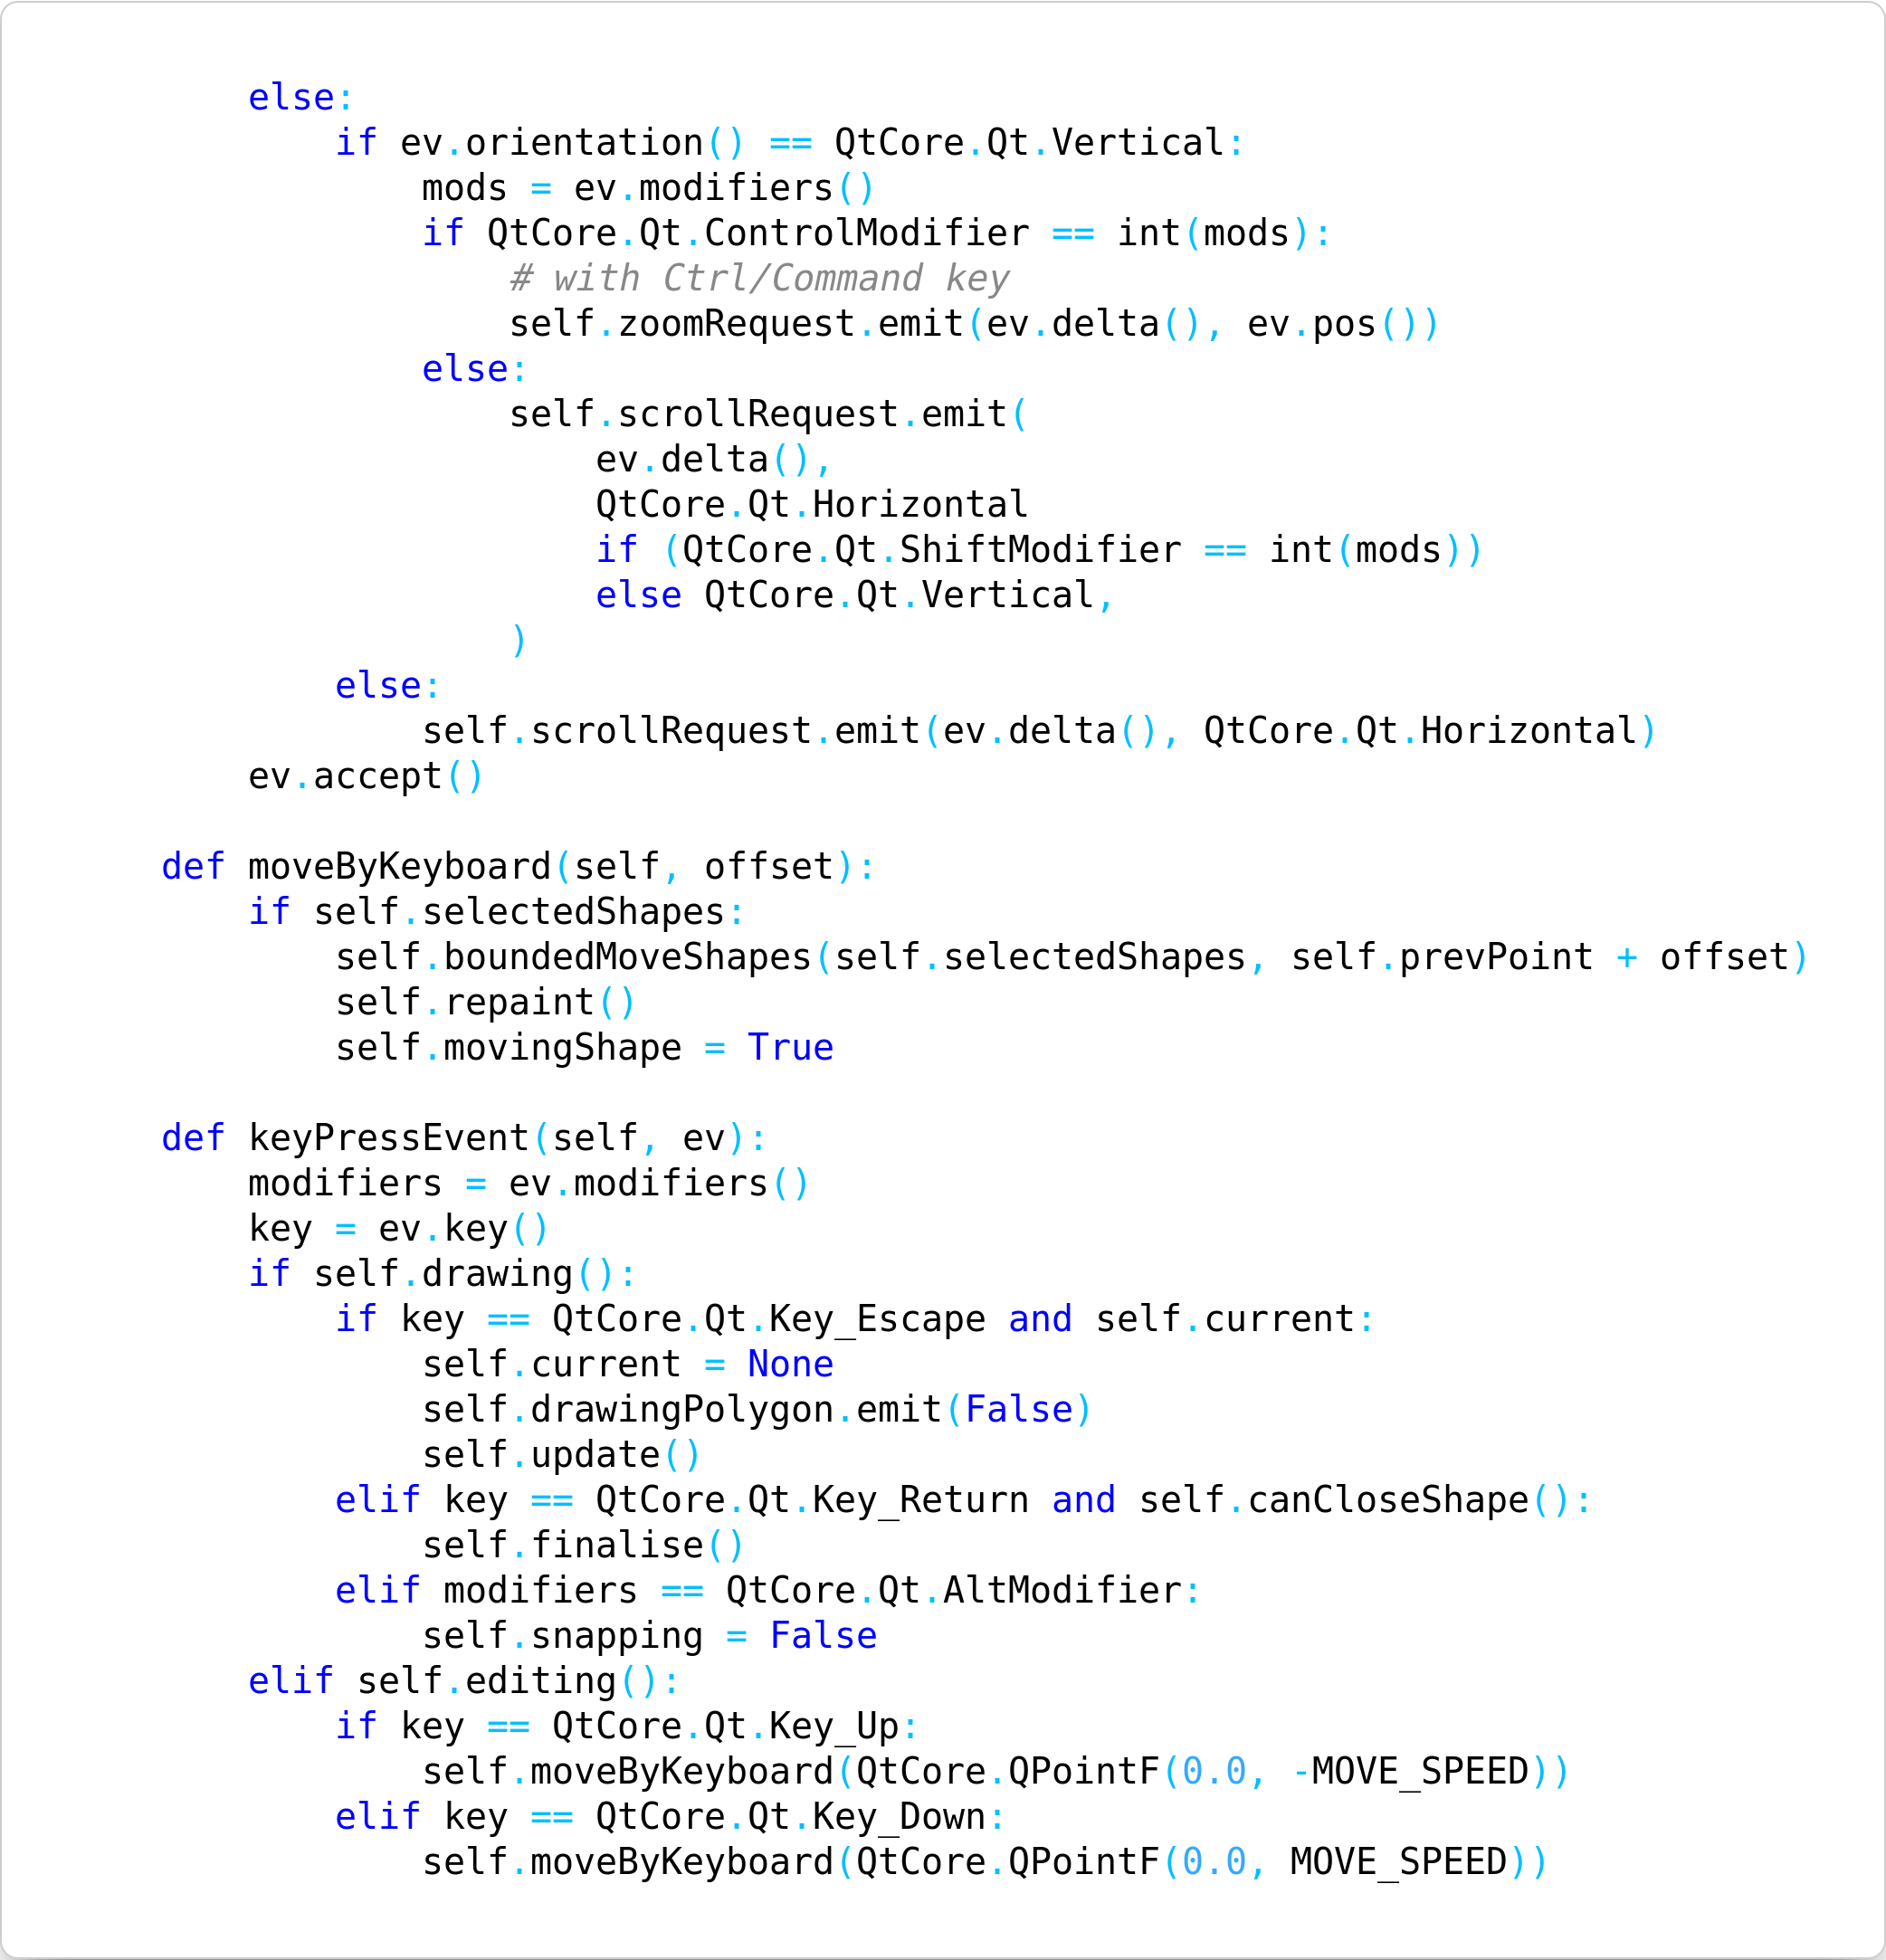 else:
            if ev.orientation() == QtCore.Qt.Vertical:
                mods = ev.modifiers()
                if QtCore.Qt.ControlModifier == int(mods):
                    # with Ctrl/Command key
                    self.zoomRequest.emit(ev.delta(), ev.pos())
                else:
                    self.scrollRequest.emit(
                        ev.delta(),
                        QtCore.Qt.Horizontal
                        if (QtCore.Qt.ShiftModifier == int(mods))
                        else QtCore.Qt.Vertical,
                    )
            else:
                self.scrollRequest.emit(ev.delta(), QtCore.Qt.Horizontal)
        ev.accept()

    def moveByKeyboard(self, offset):
        if self.selectedShapes:
            self.boundedMoveShapes(self.selectedShapes, self.prevPoint + offset)
            self.repaint()
            self.movingShape = True

    def keyPressEvent(self, ev):
        modifiers = ev.modifiers()
        key = ev.key()
        if self.drawing():
            if key == QtCore.Qt.Key_Escape and self.current:
                self.current = None
                self.drawingPolygon.emit(False)
                self.update()
            elif key == QtCore.Qt.Key_Return and self.canCloseShape():
                self.finalise()
            elif modifiers == QtCore.Qt.AltModifier:
                self.snapping = False
        elif self.editing():
            if key == QtCore.Qt.Key_Up:
                self.moveByKeyboard(QtCore.QPointF(0.0, -MOVE_SPEED))
            elif key == QtCore.Qt.Key_Down:
                self.moveByKeyboard(QtCore.QPointF(0.0, MOVE_SPEED))